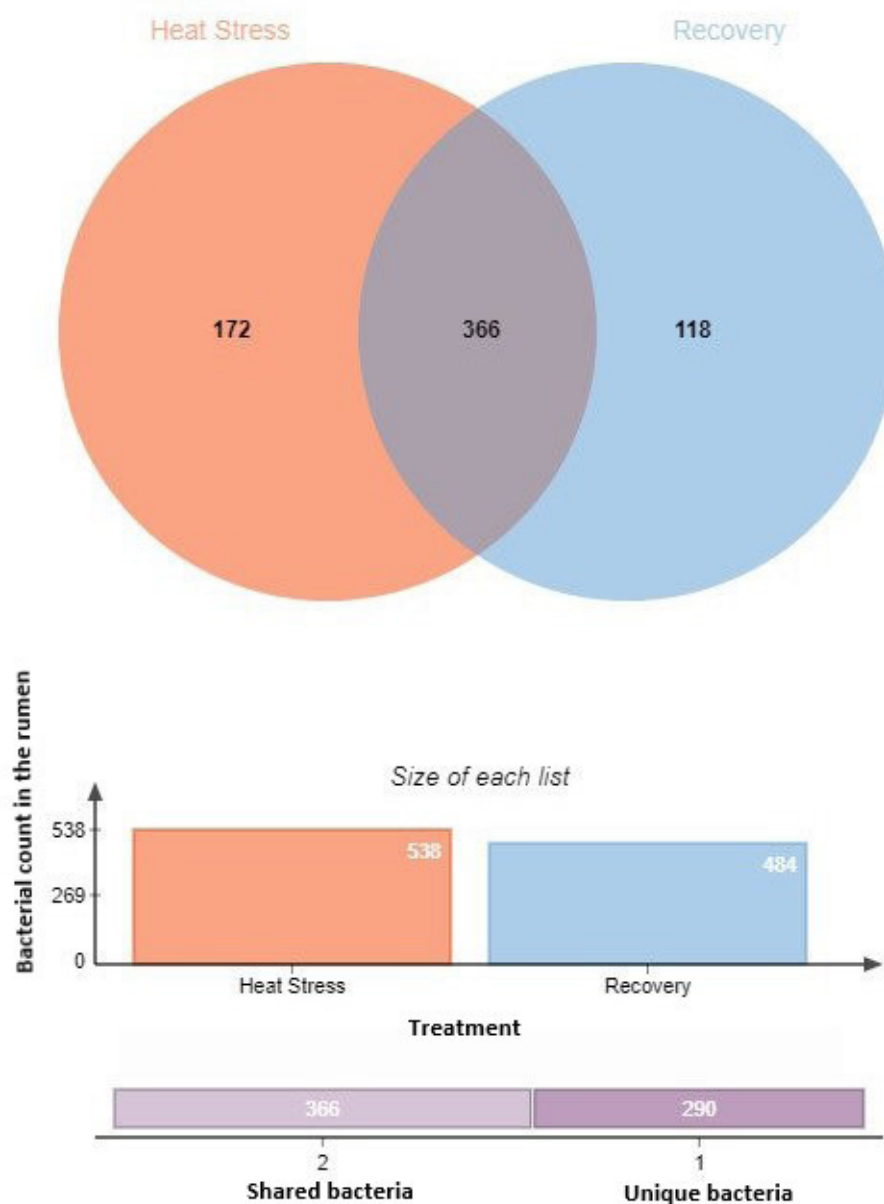 Heat Stress Recovery
172 366 118
Bacterial count in the rumen
Size of each list
538
269
0
538
484
Heat Stress Recovery
Treatment
366 290
2 1
Shared bacteria Unique bacteria